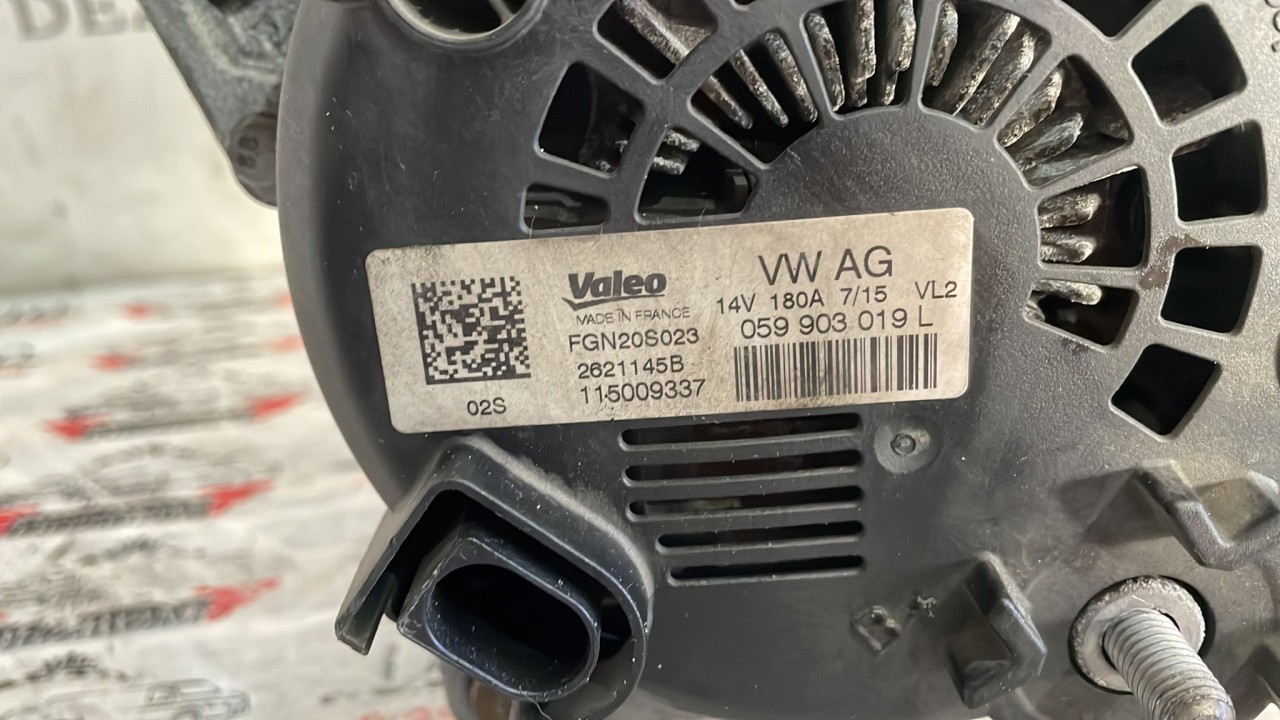 Valeo
MADE IN FRANCE
FGN20S023
2621145B
115009337
02S
VW AG
14V 180A 7/15 VL2
059 903 019 L